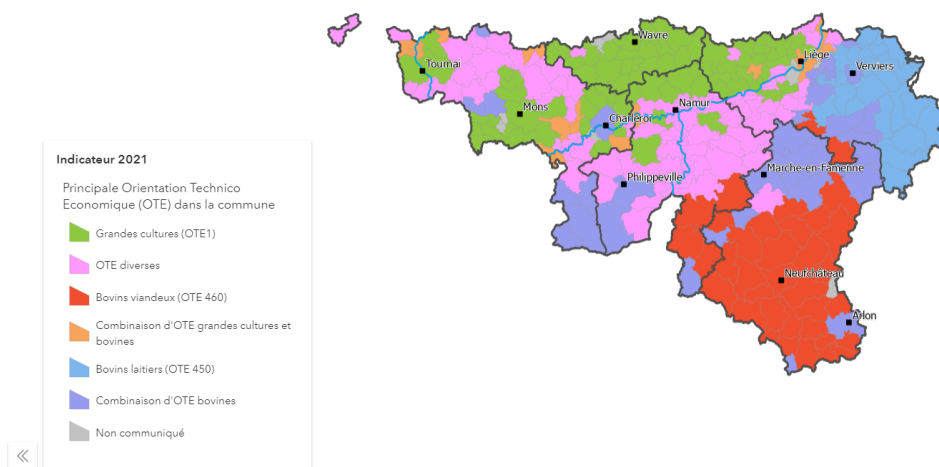 Wavre
Liège
Tournai
Verviers
Mons
Namur
Charleroi
Marche-en-Famenne
Philippeville
Neufchâteau
Arlon
Indicateur 2021
Principale Orientation Technico
Economique (OTE) dans la commune
Grandes cultures (OTE1)
OTE diverses
Bovins viandeux (OTE 460)
Combinaison d'OTE grandes cultures et
bovines
Bovins laitiers (OTE 450)
Combinaison d'OTE bovines
Non communiqué